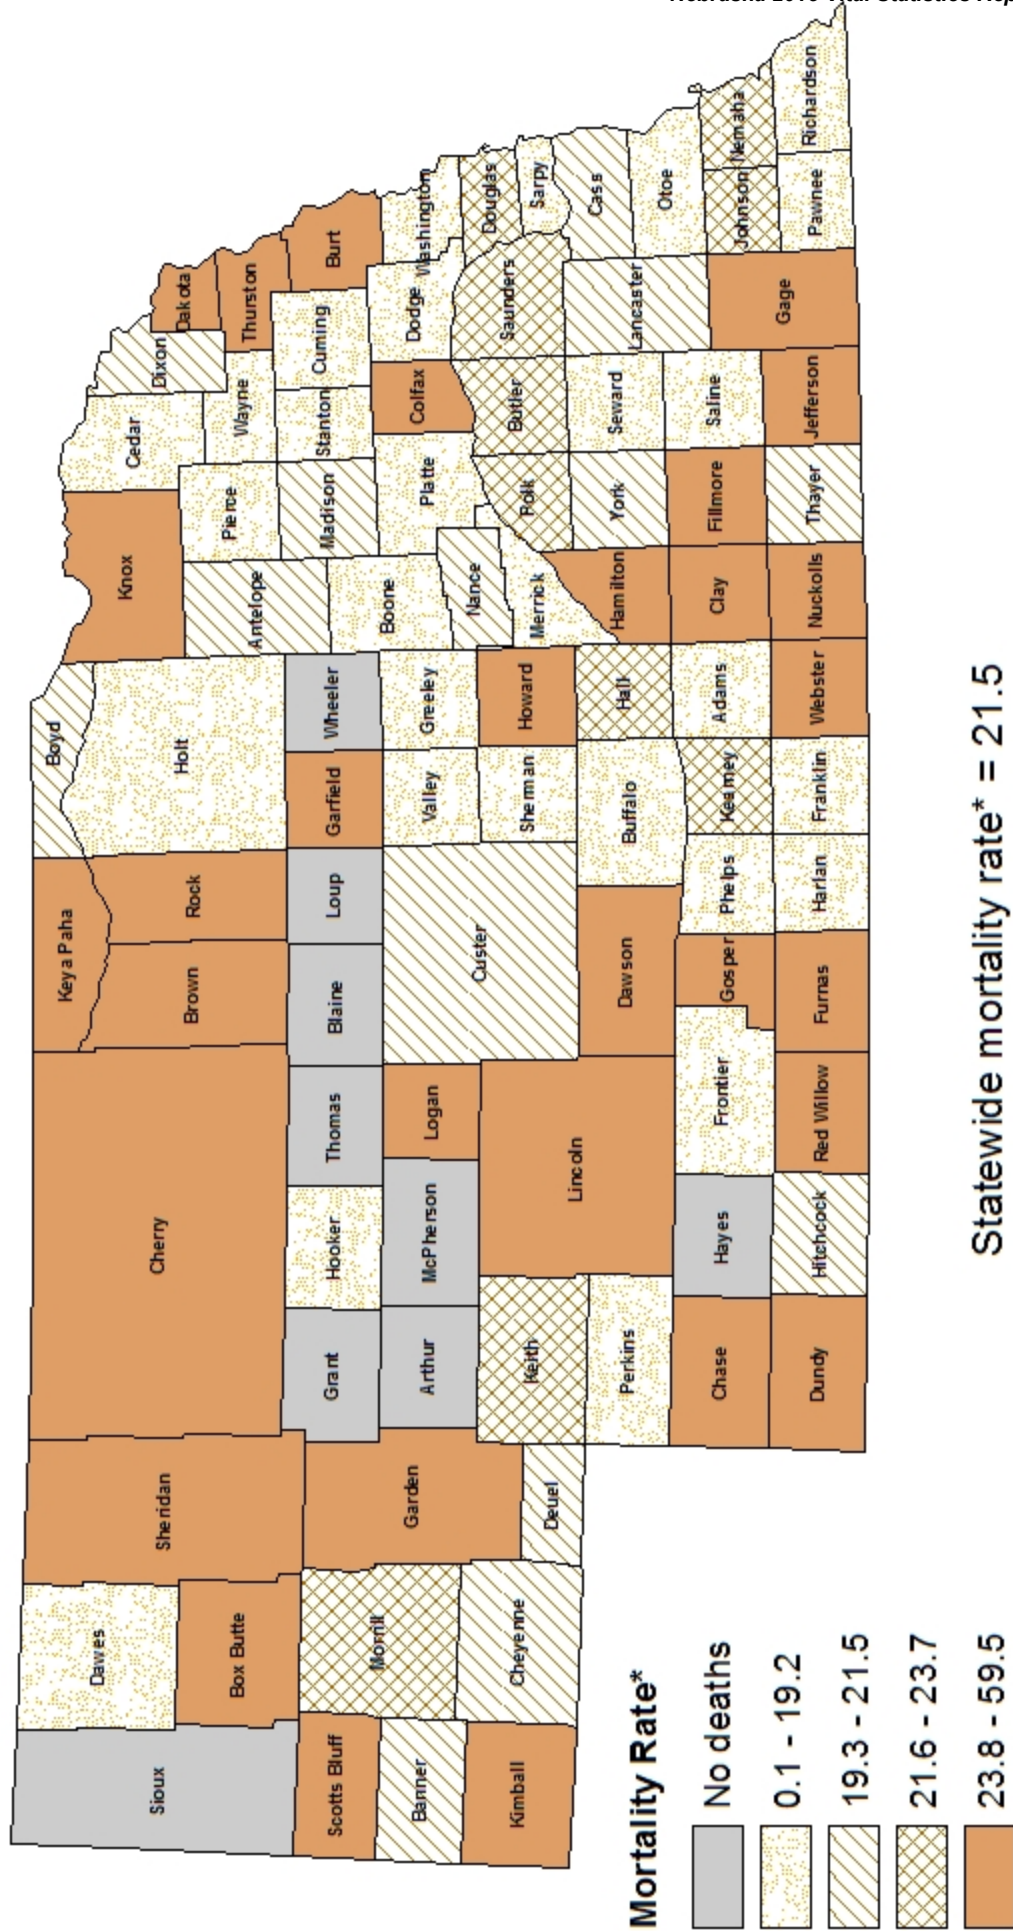 Nebraska Vital Statistics
Sioux
Dawes
Box Butte
Sheridan
Cherry
Keya Paha
Boyd
Brown
Rock
Holt
Knox
Cedar
Dixon
Dakota
Pierce
Wayne
Thurston
Antelope
Scotts Bluff
Banner
Kimball
Morrill
Cheyenne
Garden
Deuel
Grant
Hooker
Thomas
Blaine
Loup
Garfield
Wheeler
Madison
Stanton
Cuming
Burt
Arthur
McPherson
Logan
Custer
Valley
Greeley
Boone
Platte
Colfax
Dodge
Washington
Nance
Keith
Lincoln
Sherman
Howard
Merrick
Polk
Butler
Saunders
Douglas
Sarpy
Perkins
Dawson
Buffalo
Hall
Hamilton
York
Seward
Lancaster
Cass
Otoe
Chase
Hayes
Frontier
Gosper
Phelps
Kearney
Adams
Clay
Fillmore
Saline
Gage
Johnson
Nemaha
Dundy
Hitchcock
Red Willow
Furnas
Harlan
Franklin
Webster
Nuckolls
Thayer
Jefferson
Pawnee
Richardson
Mortality Rate*
No deaths
0.1 - 19.2
19.3 - 21.5
21.6 - 23.7
23.8 - 59.5
Statewide mortality rate* = 21.5